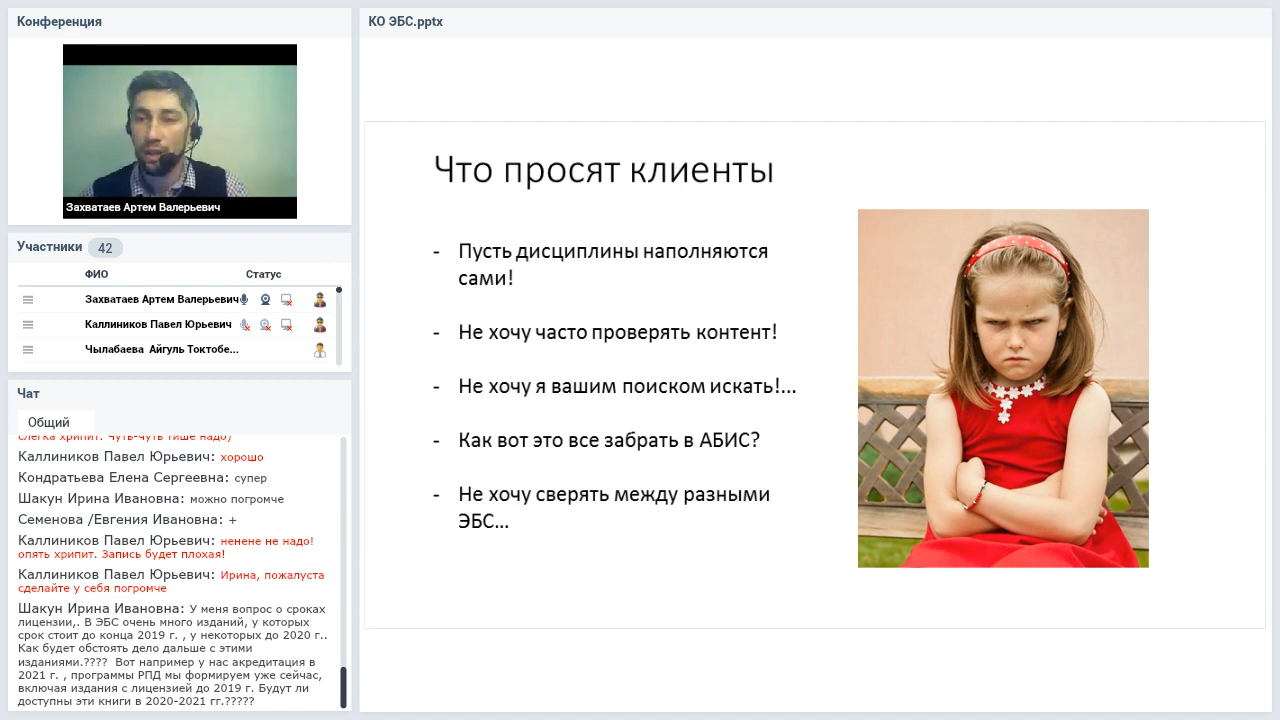 Конференция
Захватаев Артем Валерьевич
Участники 42
ФИО Статус
Захватаев Артем Валерьевич
Каллиников Павел Юрьевич
Чылабаева Айгуль Токтобе...
Чат
Общий
слегка хрипит. Чуть-чуть тише надо)
Каллиников Павел Юрьевич: хорошо
Кондратьева Елена Сергеевна: супер
Шакун Ирина Ивановна: можно погромче
Семенова /Евгения Ивановна: +
Каллиников Павел Юрьевич: ненене не надо!
опять хрипит. Запись будет плохая!
Каллиников Павел Юрьевич: Ирина, пожалуста
сделайте у себя погромче
Шакун Ирина Ивановна: У меня вопрос о сроках
лицензии,. В ЭБС очень много изданий, у которых
срок стоит до конца 2019 г. , у некоторых до 2020 г..
Как будет обстоять дело дальше с этими
изданиями.???? Вот например у нас акредитация в
2021 г. , программы РПД мы формируем уже сейчас,
включая издания с лицензией до 2019 г. Будут ли
доступны эти книги в 2020-2021 гг.?????
КО ЭБС.pptx
Что просят клиенты
- Пусть дисциплины наполняются
сами!
- Не хочу часто проверять контент!
- Не хочу я вашим поиском искать!...
- Как вот это все забрать в АБИС?
- Не хочу сверять между разными
ЭБС...